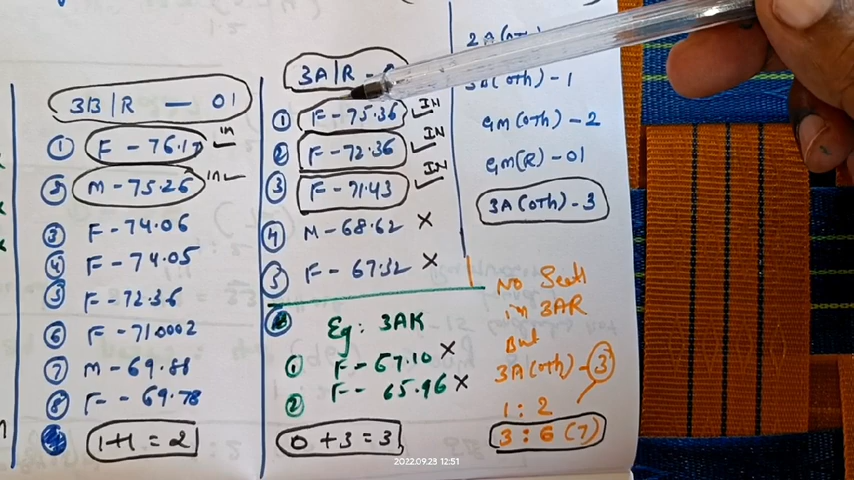 3B|R — 01
① F - 76.17 in ✓
② M - 75.26 in ✓
③ F - 74.06
④ F - 74.05
⑤ F - 72.36
⑥ F - 71.0002
⑦ M - 69.88
⑧ F - 69.78
1+1 = 2
3A|R -
① F - 75.36 ✓ IN
② F - 72.36 ✓ IN
③ F - 71.43 ✓ IN
④ M - 68.62 ×
⑤ F - 67.32 ×
Eg: 3AK
① F - 67.10 ×
② F - 65.96 ×
0 + 3 = 3
2A(oth) -
3B(oth) - 1
GM(oth) - 2
GM(R) - 01
3A(oth) - 3
No Seats
in 3AR
But
3A(oth) - ③
1 : 2
3 : 6 (7)
2022.09.23 12:51